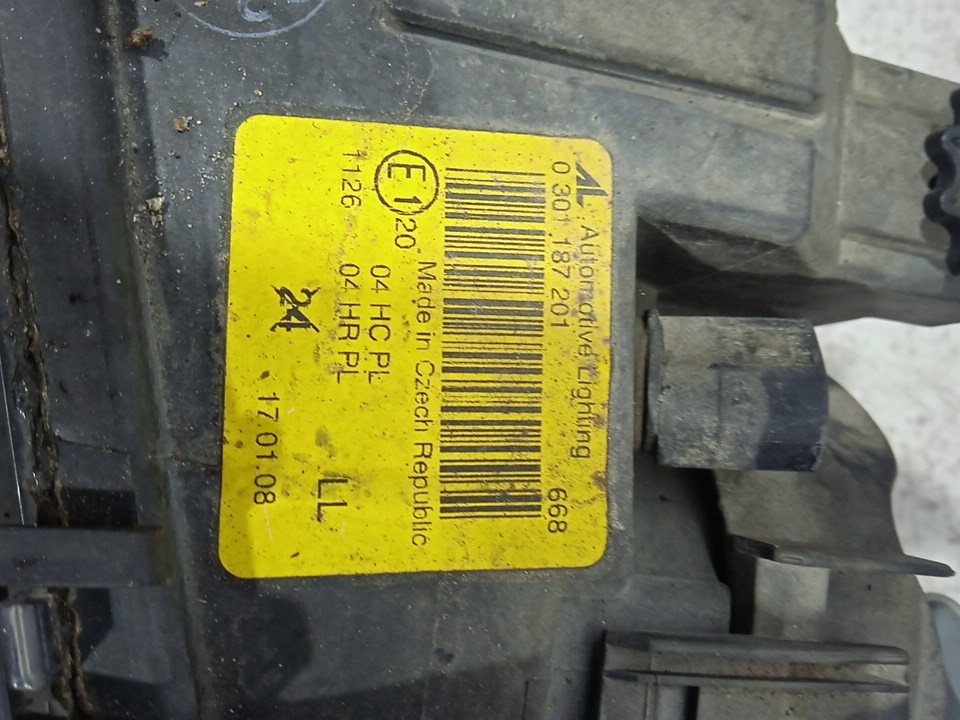 AL Automotive Lighting
0 301 187 201 668
Made in Czech Republic
E1 20 04 HC PL
1126 04 HR PL LL
24 17.01.08